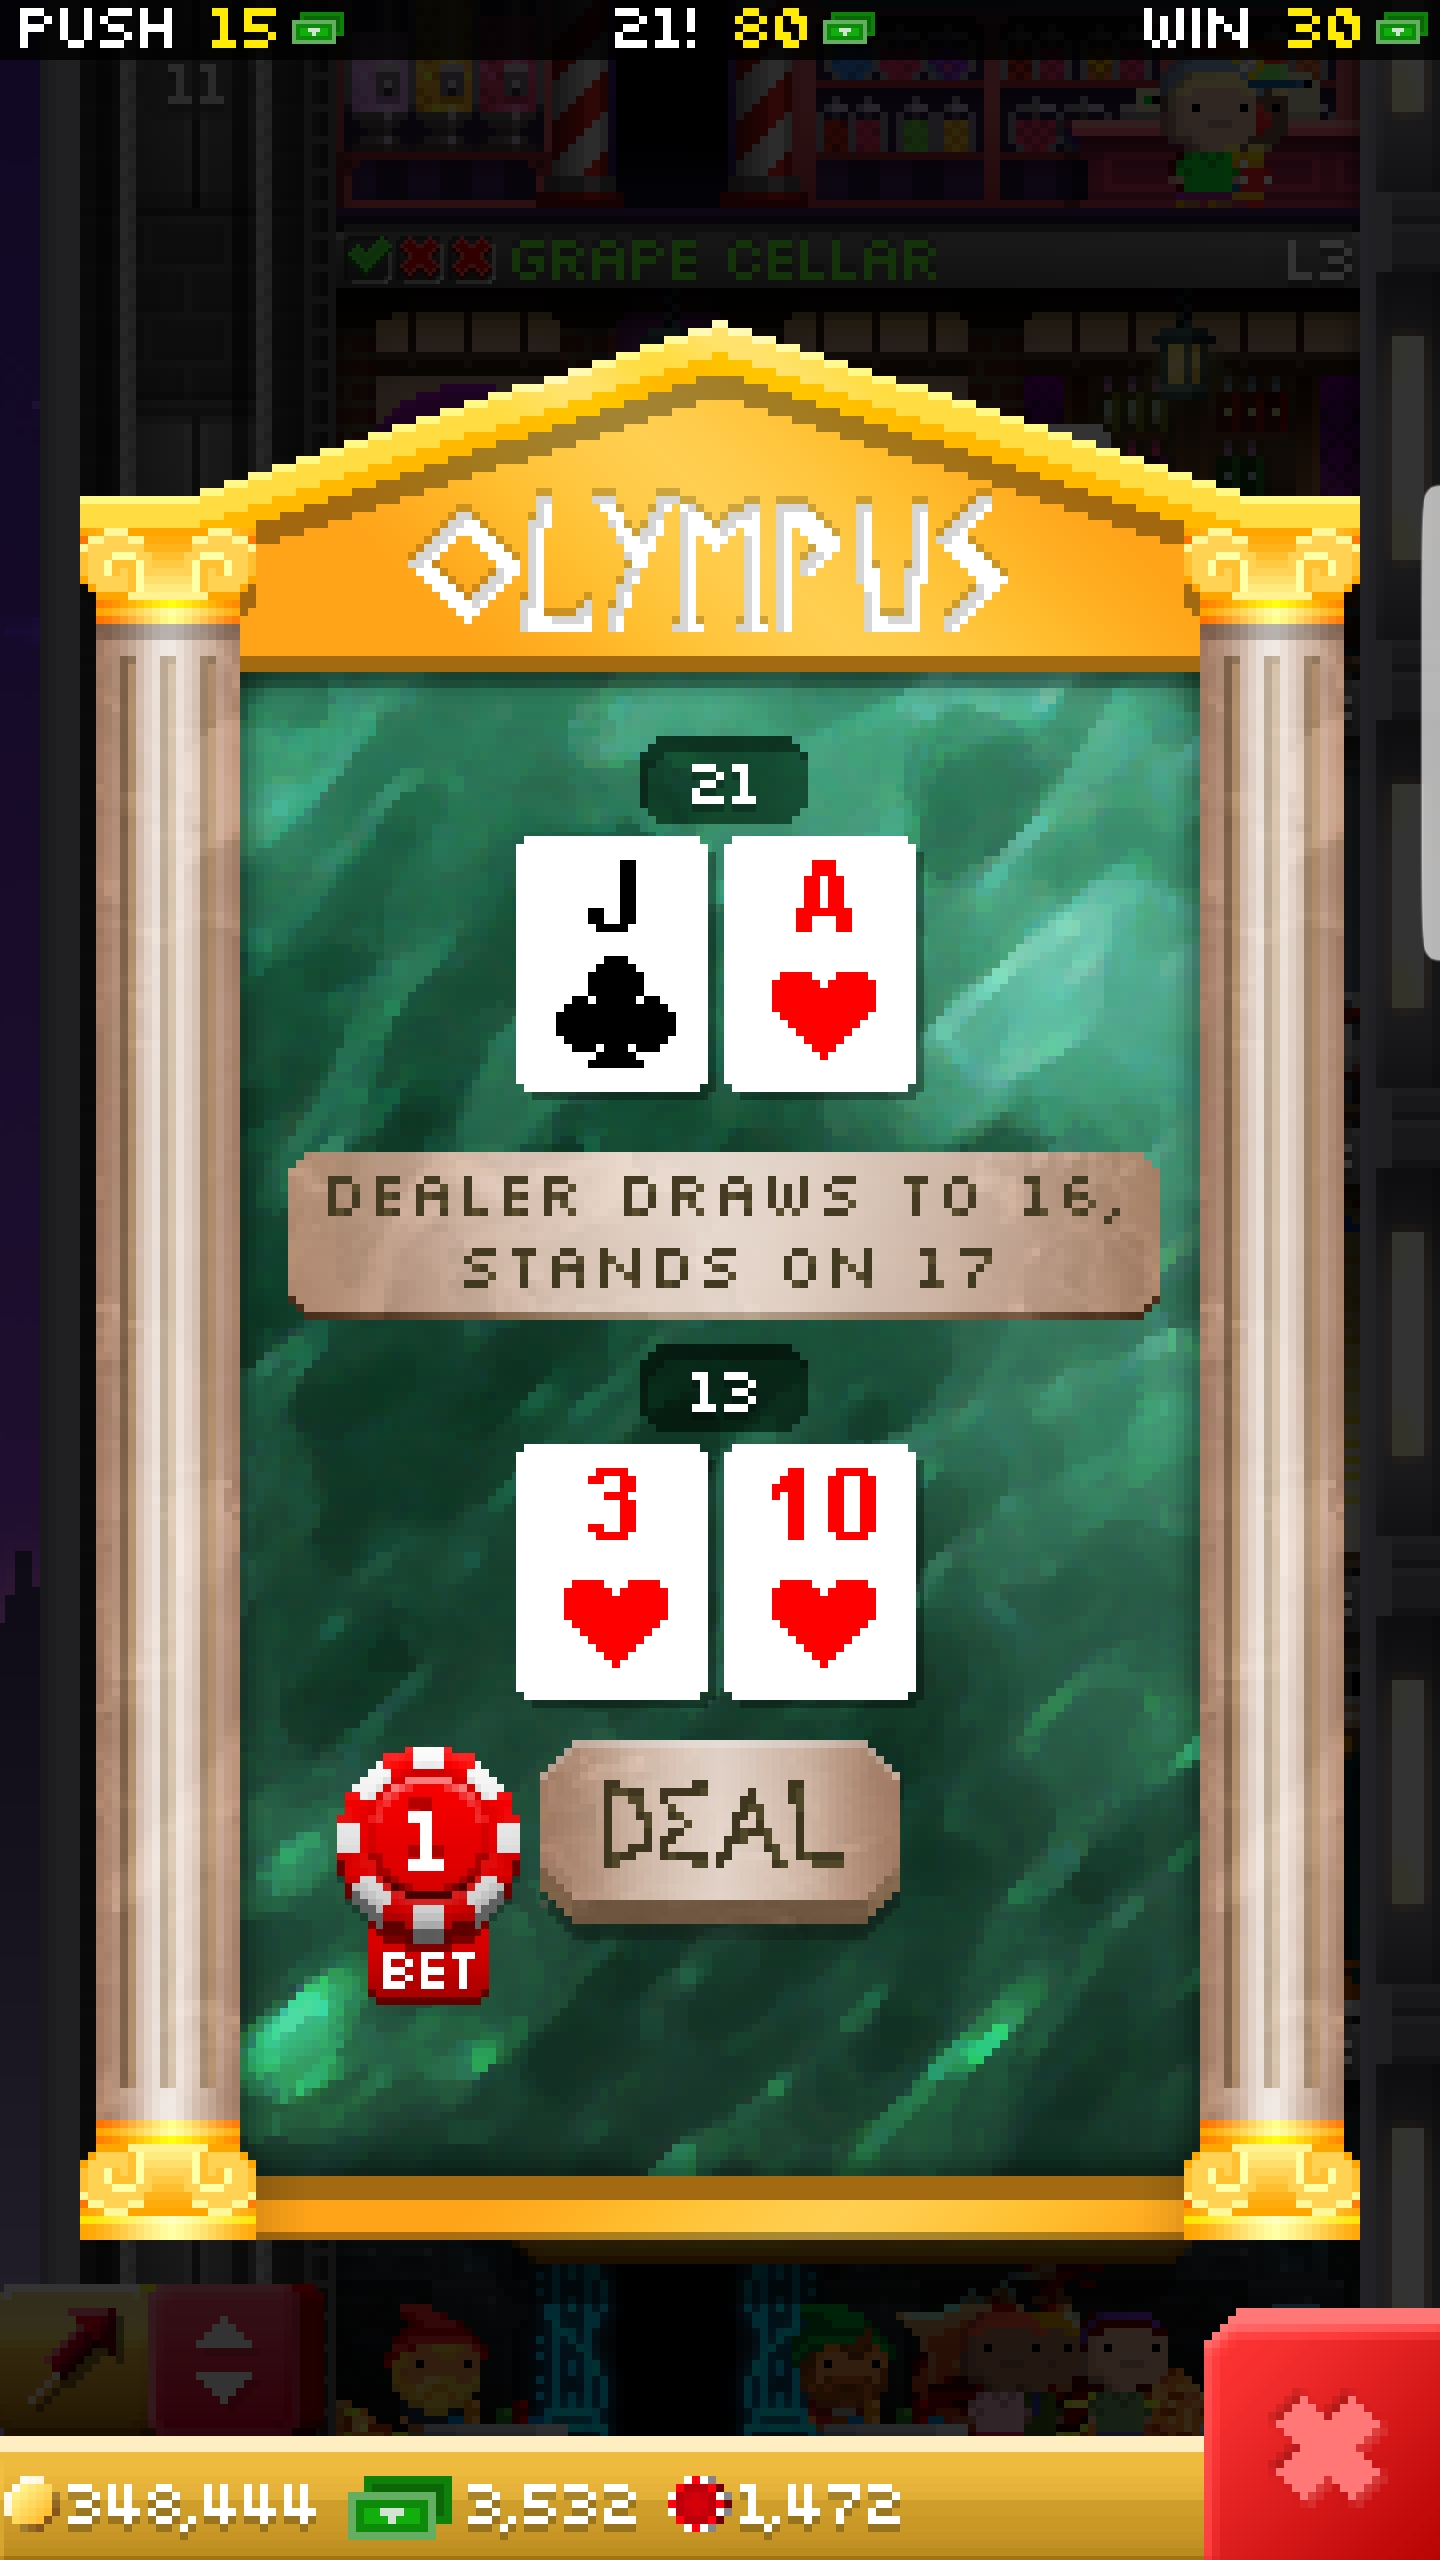 PUSH 15 21! 80 WIN 30
11
GRAPE CELLAR L3
OLYMPUS
21
J A
DEALER DRAWS TO 16,
STANDS ON 17
13
3 10
1 DEAL
BET
348,444 3,532 1,472